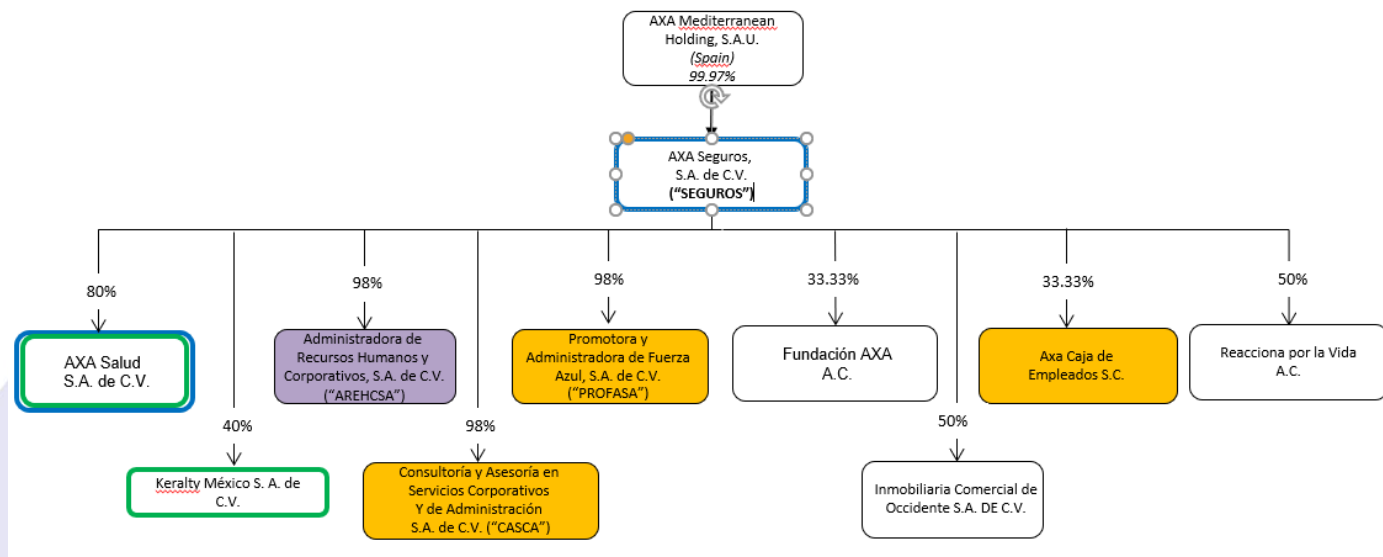 AXA Mediterranean
Holding, S.A.U.
(Spain)
99.97%
AXA Seguros,
S.A. de C.V.
(“SEGUROS”)
80%
98%
98%
33.33%
33.33%
50%
AXA Salud
S.A. de C.V.
Administradora de
Recursos Humanos y
Corporativos, S.A. de C.V.
(“AREHCSA”)
Promotora y
Administradora de Fuerza
Azul, S.A. de C.V.
(“PROFASA”)
Fundación AXA
A.C.
Axa Caja de
Empleados S.C.
Reacciona por la Vida
A.C.
40%
98%
50%
Keralty México S. A. de
C.V.
Consultoría y Asesoría en
Servicios Corporativos
Y de Administración
S.A. de C.V. (“CASCA”)
Inmobiliaria Comercial de
Occidente S.A. DE C.V.